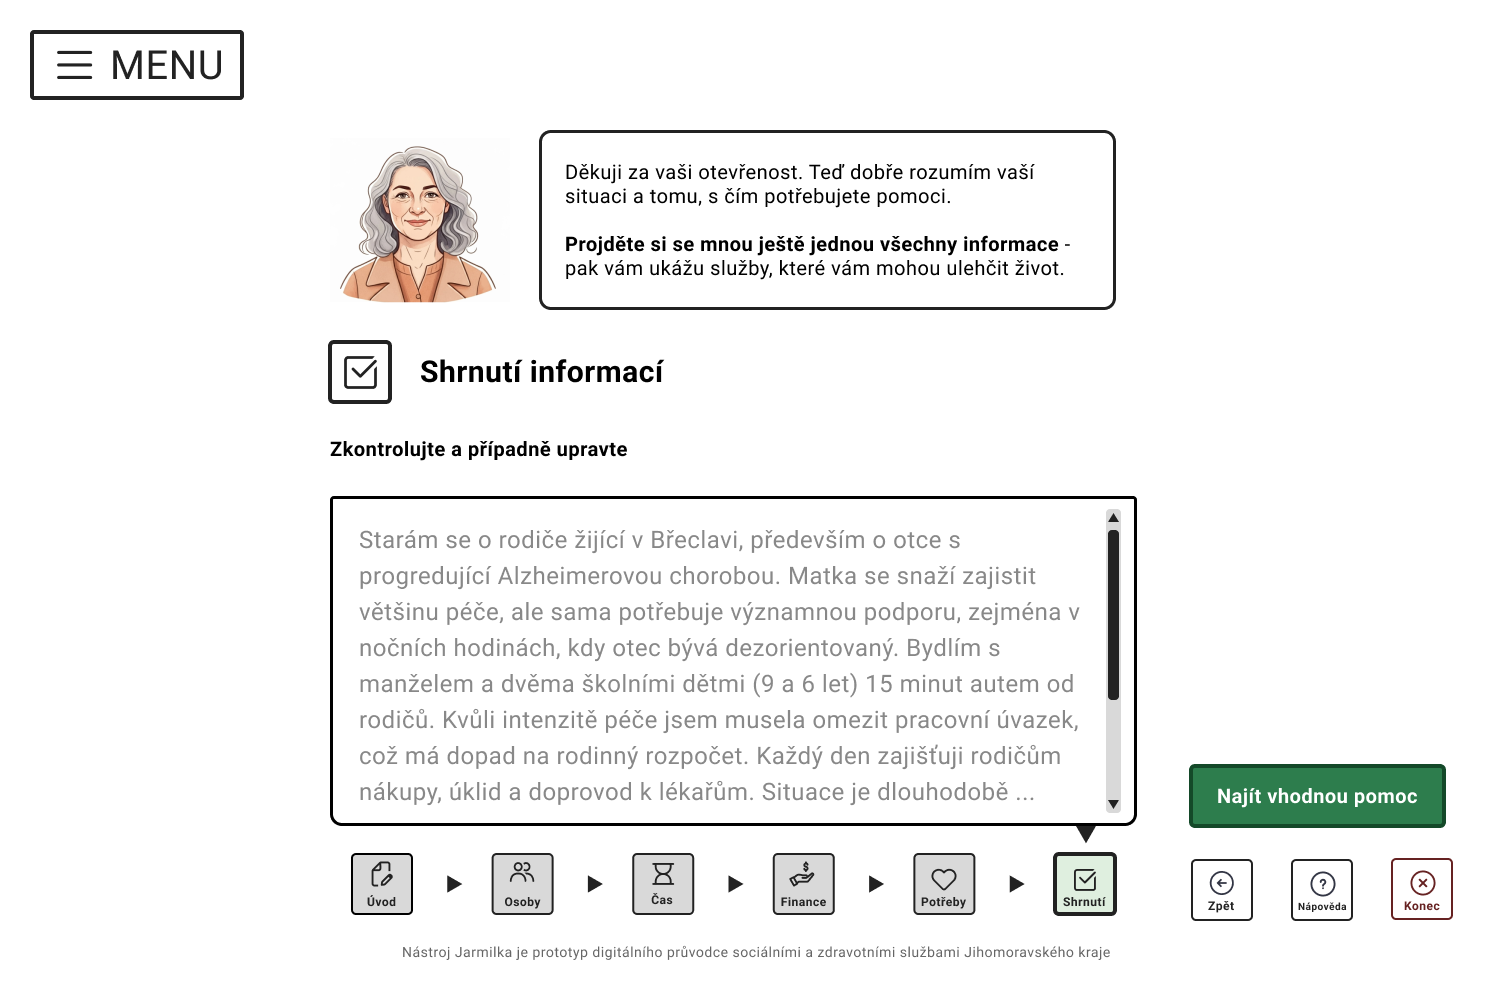 MENU
Děkuji za vaši otevřenost. Teď dobře rozumím vaší
situaci a tomu, s čím potřebujete pomoci.
Projděte si se mnou ještě jednou všechny informace -
pak vám ukážu služby, které vám mohou ulehčit život.
Shrnutí informací
Zkontrolujte a případně upravte
Starám se o rodiče žijící v Břeclavi, především o otce s
progredující Alzheimerovou chorobou. Matka se snaží zajistit
většinu péče, ale sama potřebuje významnou podporu, zejména v
nočních hodinách, kdy otec bývá dezorientovaný. Bydlím s
manželem a dvěma školními dětmi (9 a 6 let) 15 minut autem od
rodičů. Kvůli intenzitě péče jsem musela omezit pracovní úvazek,
což má dopad na rodinný rozpočet. Každý den zajišťuji rodičům
nákupy, úklid a doprovod k lékařům. Situace je dlouhodobě ...
Najít vhodnou pomoc
Úvod
Osoby
Čas
Finance
Potřeby
Shrnutí
Zpět
Nápověda
Konec
Nástroj Jarmilka je prototyp digitálního průvodce sociálními a zdravotními službami Jihomoravského kraje